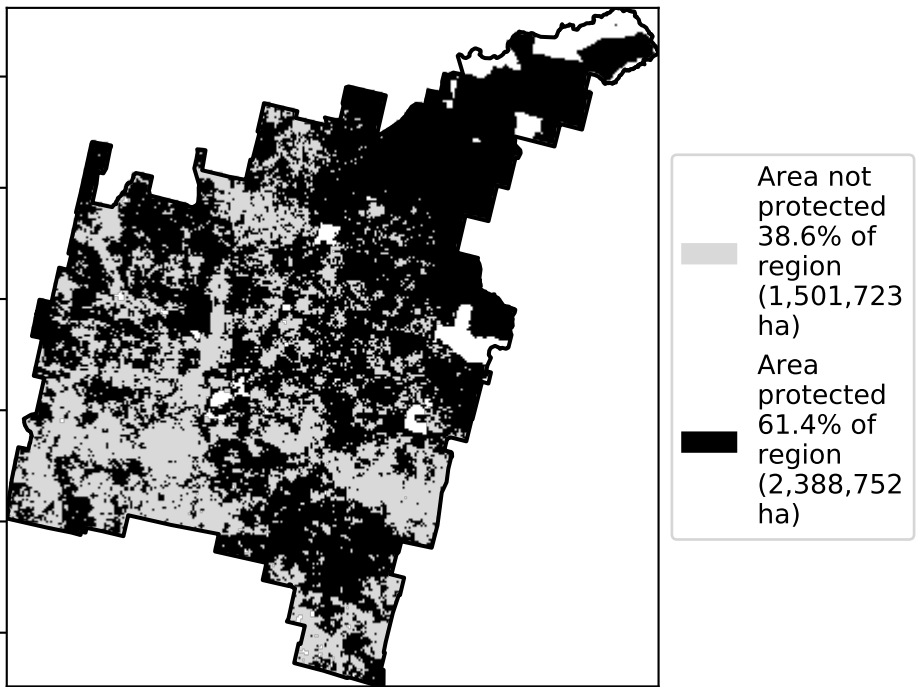 Area not
protected
38.6% of
region
(1,501,723
ha)
Area
protected
61.4% of
region
(2,388,752
ha)